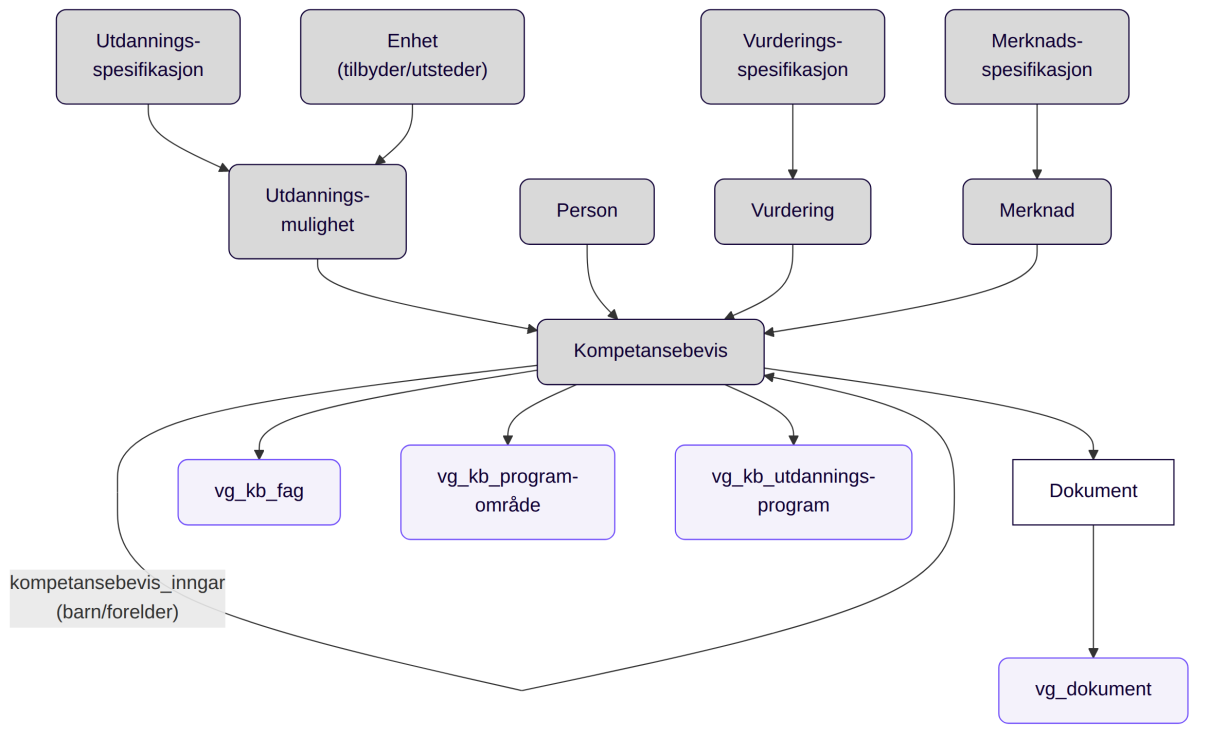 Utdannings-
spesifikasjon
Enhet
(tilbyder/utsteder)
Vurderings-
spesifikasjon
Merknads-
spesifikasjon
Utdannings-
mulighet
Person
Vurdering
Merknad
Kompetansebevis
vg_kb_fag
vg_kb_program-
område
vg_kb_utdannings-
program
Dokument
kompetansebevis_inngar
(barn/forelder)
vg_dokument